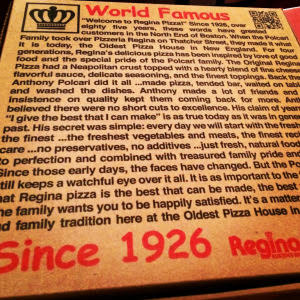 World Famous
"Welcome to Regina Pizza!" Since 1926, over
eighty five years, these words have greeted
customers in the North End of Boston. When the Polcari
Family took over Pizzeria Regina on Thacher Street, they made
It is today, the Oldest Pizza House in New England. For four
generations, Regina's delicious pizza has been inspired by love of good
food and the special pride of the Polcari family. The Original Regina
Pizza had a Neapolitan crust topped with a hearty blend of fine cheese,
flavorful sauce, delicate seasoning, and the finest toppings. Back then
Anthony Polcari did it all ...made pizza, tended bar, waited on tables
and washed the dishes. Anthony made a lot of friends and
insistence on quality kept them coming back for more.
believed there were no short cuts to excellence. His claim of years
"I give the best that I can make" is as true today as it was in gene
past. His secret was simple: every day we will start with the fresh
the finest ...the freshest vegetables and meets, the finest reg
care ...no preservatives, no additives ...just fresh, natural food
to perfection and combined with treasured family pride and
Since those early days, the faces have changed. But the Po
still keeps a watchful eye over it all. It is as important to the
that Regina pizza is the best that can be made, the best
the family wants you to be happily satisfied. It's a matter
nd family tradition here at the Oldest Pizza House in
Since 1926 Regina